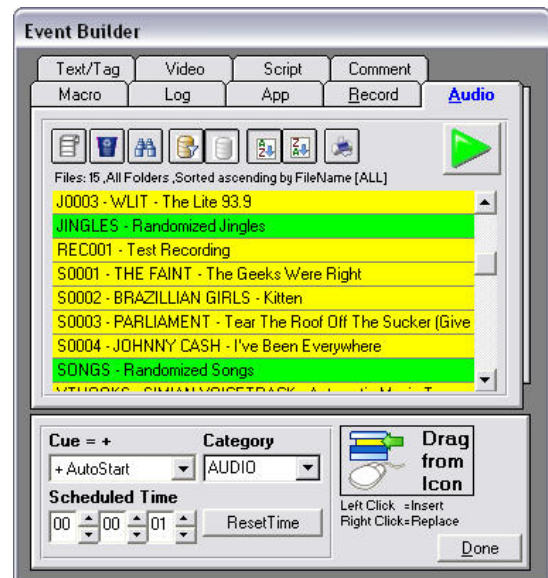 Event Builder
Text/Tag Video Script Comment
Macro Log App Record Audio
Files: 15 ,All Folders ,Sorted ascending by FileName [ALL]
J0003 - WLIT - The Lite 93.9
JINGLES - Randomized Jingles
REC001 - Test Recording
S0001 - THE FAINT - The Geeks Were Right
S0002 - BRAZILLIAN GIRLS - Kitten
S0003 - PARLIAMENT - Tear The Roof Off The Sucker (Give
S0004 - JOHNNY CASH - I've Been Everywhere
SONGS - Randomized Songs
Cue = + Category
+ AutoStart AUDIO
Scheduled Time
00 00 01 ResetTime
Drag
from
Icon
Left Click =Insert
Right Click=Replace
Done